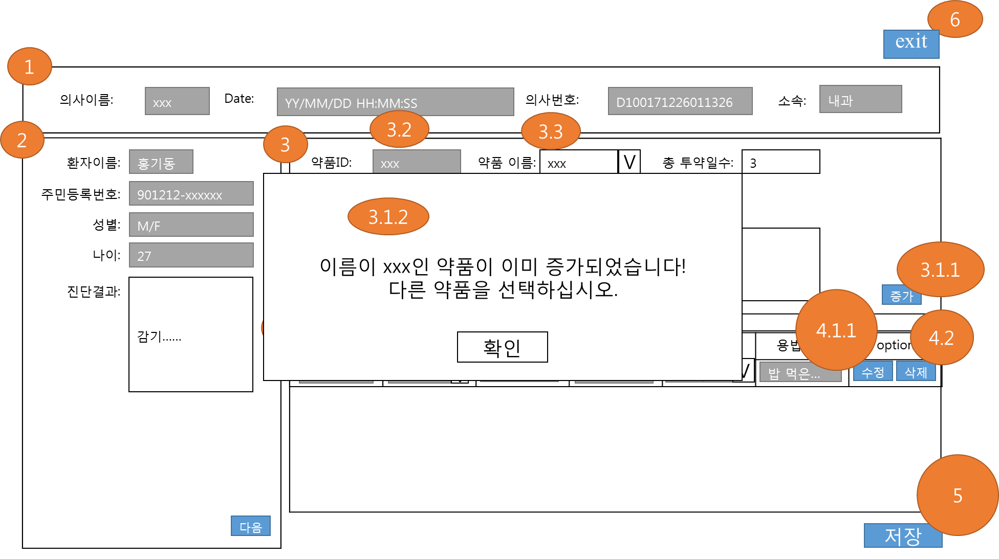 6
exit
1
의사이름:
xxx
Date:
YY/MM/DD HH:MM:SS
의사번호:
D100171226011326
소속:
내과
2
3
3.2
3.3
환자이름:
홍기동
약품ID:
xxx
약품 이름:
xxx
V
총 투약일수:
3
주민등록번호:
901212-xxxxxx
성별:
M/F
나이:
27
진단결과:
감기......
다음
3.1.2
이름이 xxx인 약품이 이미 증가되었습니다!
다른 약품을 선택하십시오.
확인
3.1.1
증가
4.1.1
4.2
option
밥 먹은...
수정
삭제
5
저장